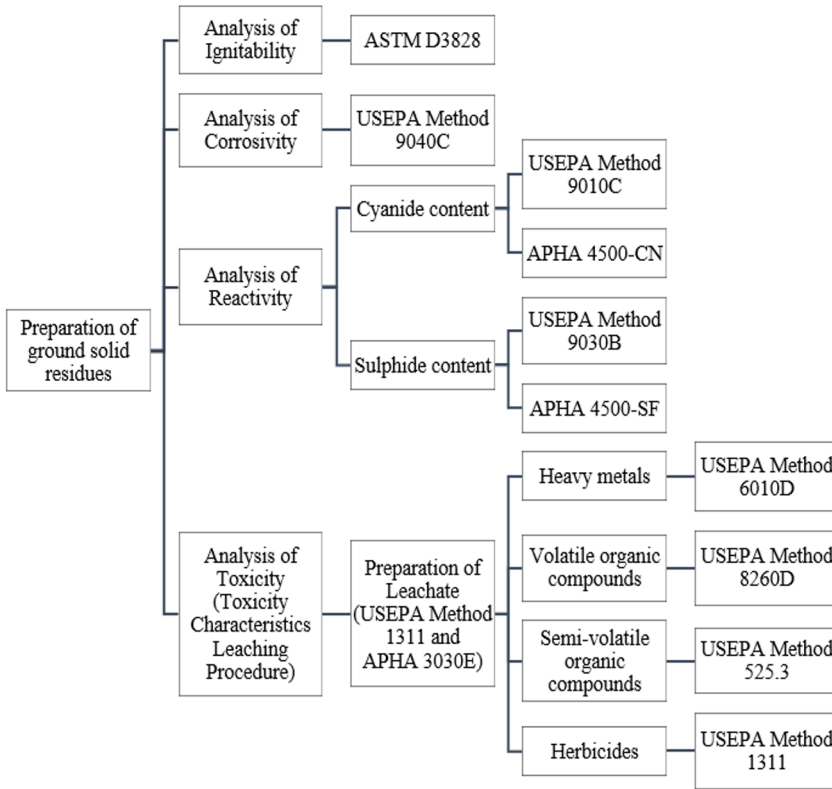 Analysis of
Ignitability
ASTM D3828
Analysis of
Corrosivity
USEPA Method
9040C
Preparation of
ground solid
residues
Analysis of
Reactivity
Cyanide content
USEPA Method
9010C
APHA 4500-CN
Sulphide content
USEPA Method
9030B
APHA 4500-SF
Analysis of
Toxicity
(Toxicity
Characteristics
Leaching
Procedure)
Preparation of
Leachate
(USEPA Method
1311 and
APHA 3030E)
Heavy metals
USEPA Method
6010D
Volatile organic
compounds
USEPA Method
8260D
Semi-volatile
organic
compounds
USEPA Method
525.3
Herbicides
USEPA Method
1311